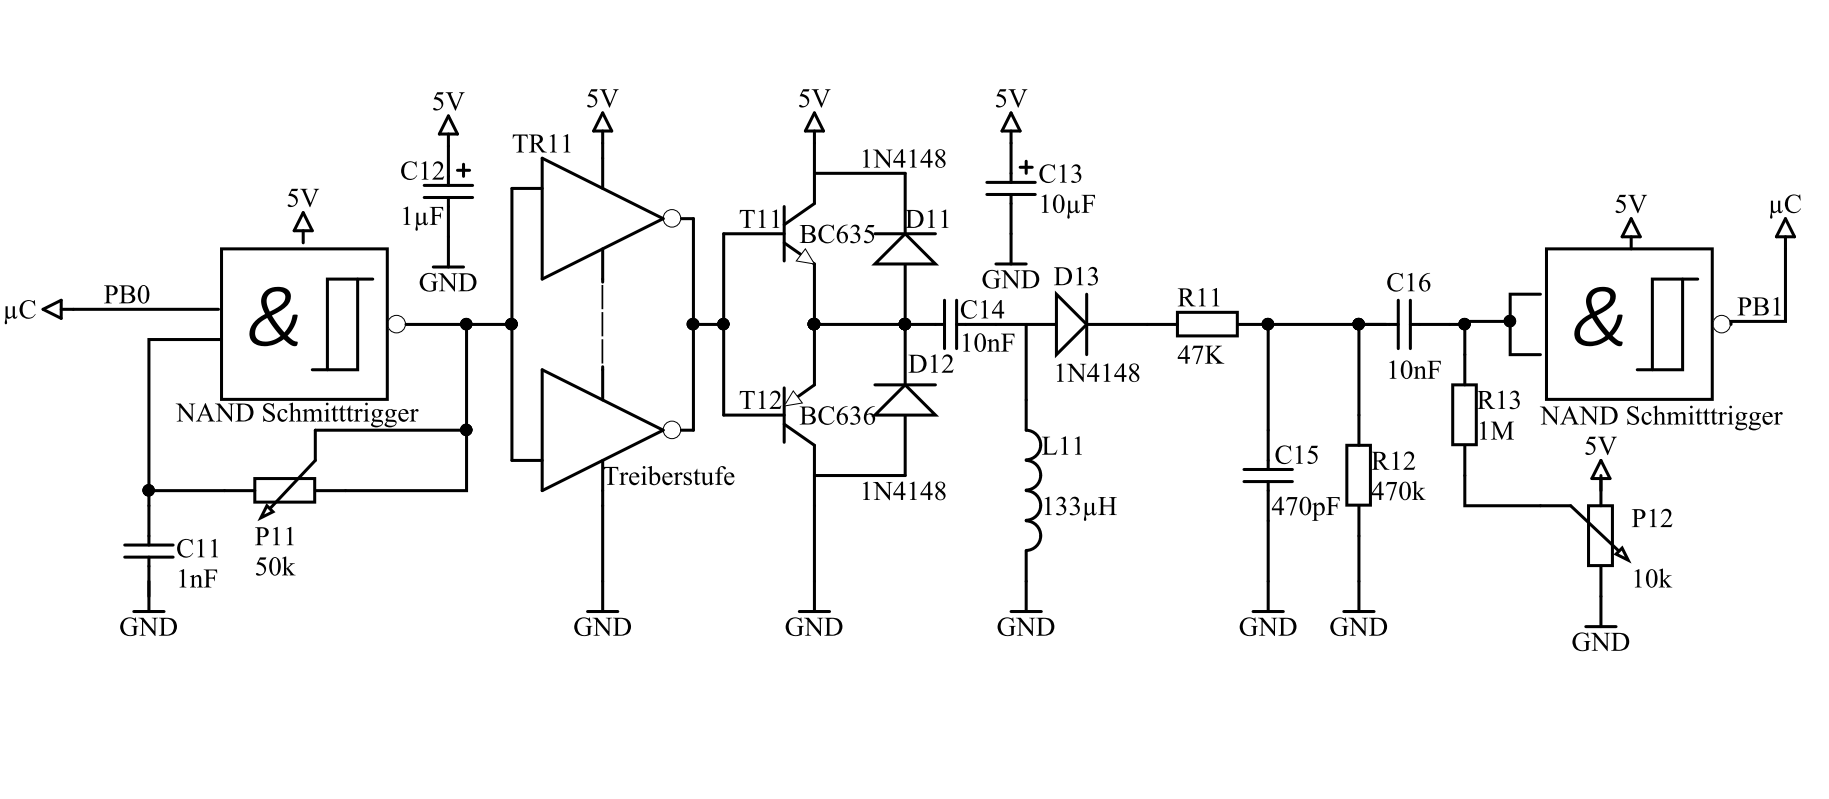 5V
5V
5V
5V
TR11
1N4148
C12
+
1µF
GND
+
C13
10µF
GND
5V
T11
BC635
D11
5V
µC
µC
PB0
&
NAND Schmitttrigger
C14
10nF
D13
1N4148
R11
47K
C16
10nF
&
PB1
NAND Schmitttrigger
D12
T12
BC636
1N4148
Treiberstufe
L11
133µH
C15
470pF
R12
470k
R13
1M
5V
P12
10k
P11
50k
C11
1nF
GND
GND
GND
GND
GND
GND
GND